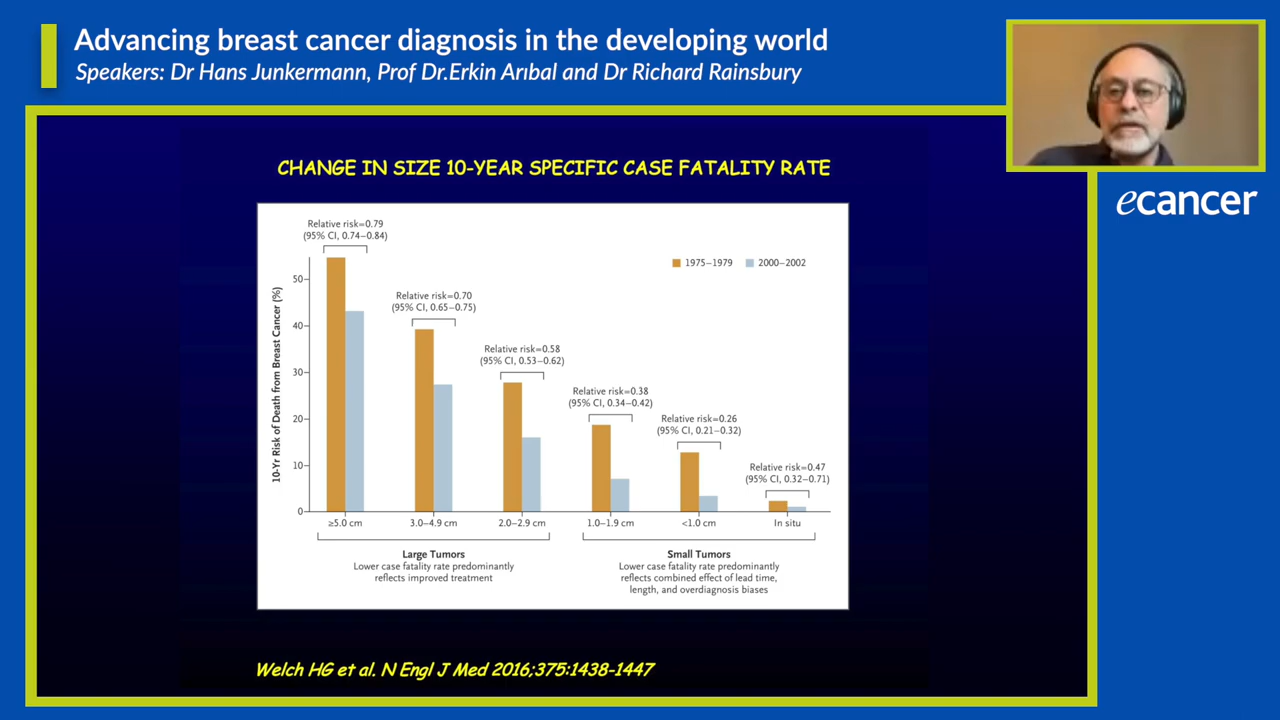 Advancing breast cancer diagnosis in the developing world
Speakers: Dr Hans Junkermann, Prof Dr.Erkin Arıbal and Dr Richard Rainsbury
ecancer
CHANGE IN SIZE 10-YEAR SPECIFIC CASE FATALITY RATE
Relative risk=0.79
(95% CI, 0.74–0.84)
Relative risk=0.70
(95% CI, 0.65–0.75)
Relative risk=0.58
(95% CI, 0.53–0.62)
Relative risk=0.38
(95% CI, 0.34–0.42)
Relative risk=0.26
(95% CI, 0.21–0.32)
Relative risk=0.47
(95% CI, 0.32–0.71)
1975–1979
2000–2002
10-Yr Risk of Death from Breast Cancer (%)
50
40
30
20
10
0
≥5.0 cm
3.0–4.9 cm
2.0–2.9 cm
1.0–1.9 cm
<1.0 cm
In situ
Large Tumors
Lower case fatality rate predominantly
reflects improved treatment
Small Tumors
Lower case fatality rate predominantly
reflects combined effect of lead time,
length, and overdiagnosis biases
Welch HG et al. N Engl J Med 2016;375:1438-1447